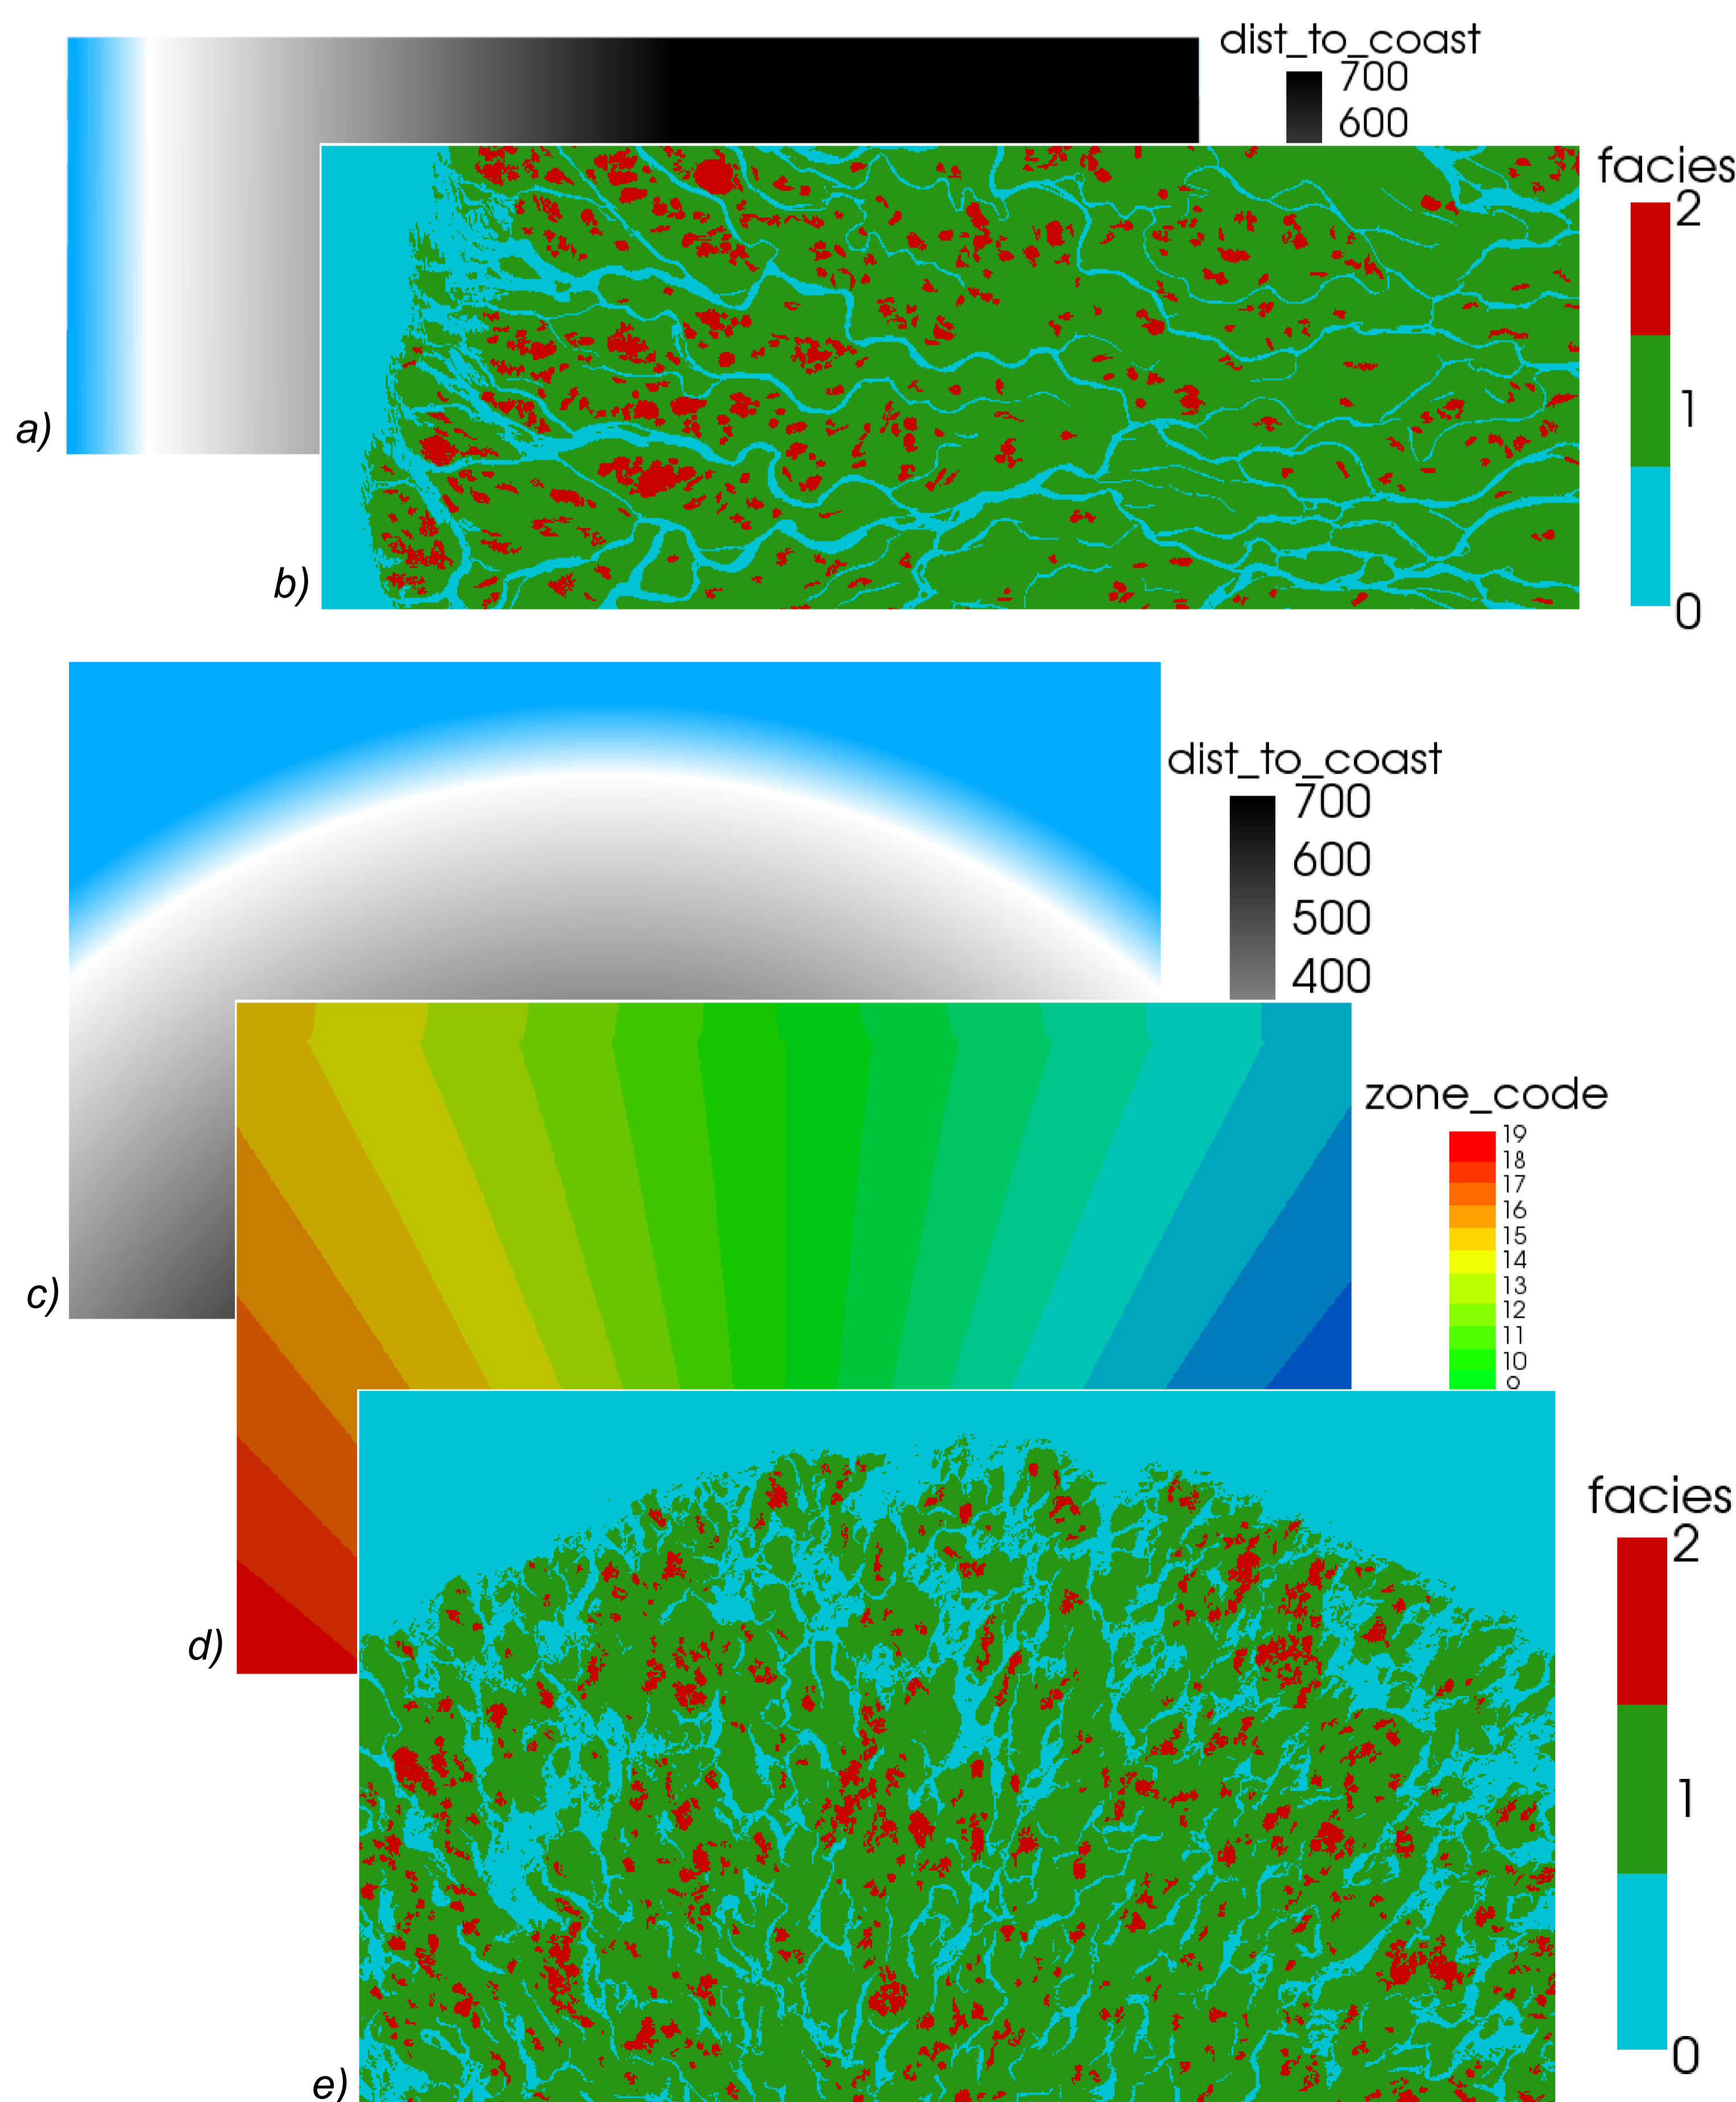 dist_to_coast
700
600
facies
2
1
0
a)
b)
dist_to_coast
700
600
500
400
zone_code
19
18
17
16
15
14
13
12
11
10
9
c)
facies
2
1
0
d)
e)